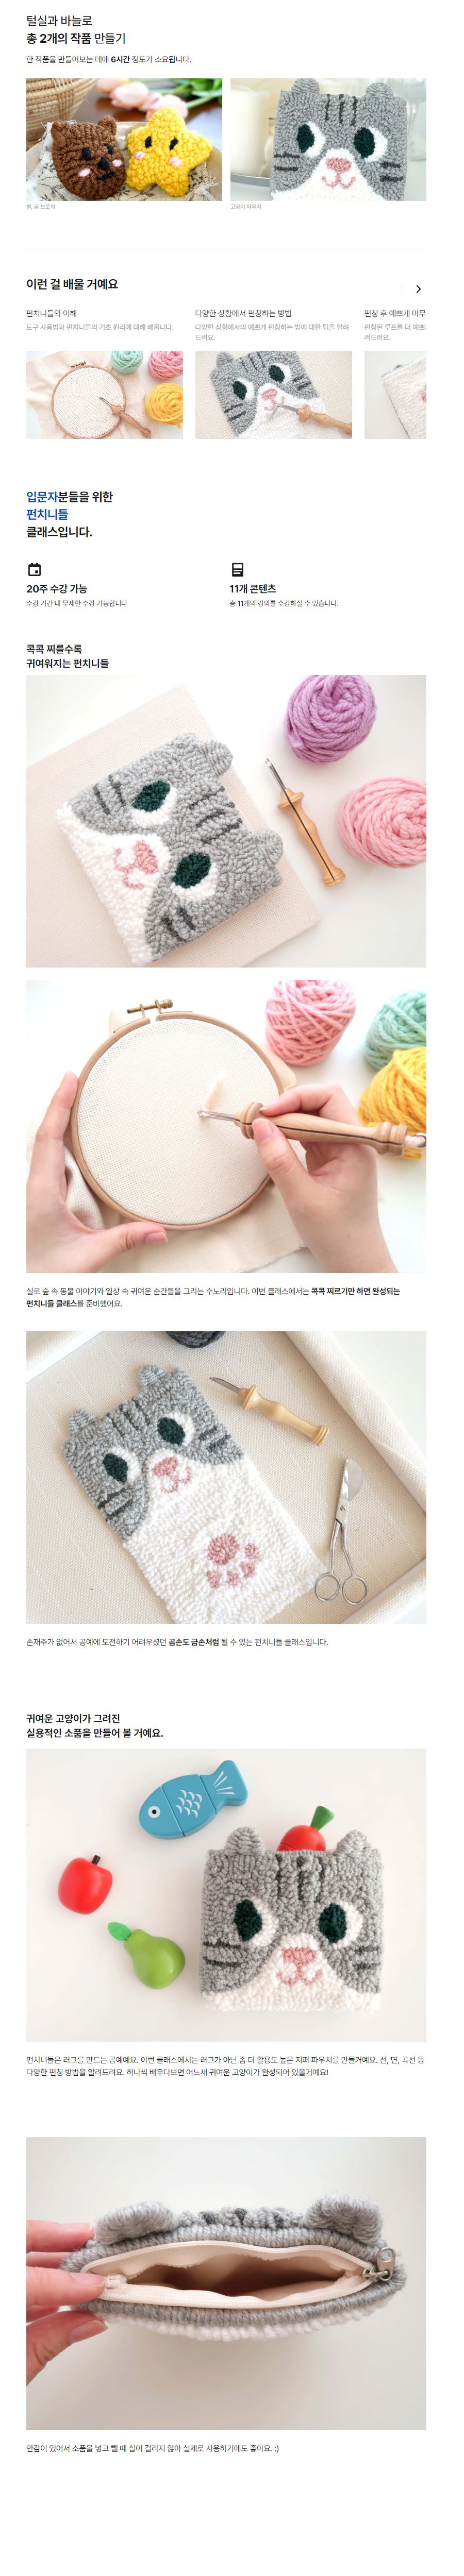 털실과 바늘로
총 2개의 작품 만들기
한 작품을 만들어보는 데에 6시간 정도가 소요됩니다.
별, 곰 브로치
고양이 파우치
이런 걸 배울 거예요
펀치니들의 이해
도구 사용법과 펀치니들의 기초 원리에 대해 배웁니다.
다양한 상황에서 펀칭하는 방법
다양한 상황에서의 예쁘게 펀칭하는 법에 대한 팁을 알려
드려요.
펀칭 후 예쁘게 마무
펀칭된 루프를 더 예쁘
려드려요.
입문자분들을 위한
펀치니들
클래스입니다.
20주 수강 가능
수강 기간 내 무제한 수강 가능합니다
11개 콘텐츠
총 11개의 강의를 수강하실 수 있습니다.
콕콕 찌를수록
귀여워지는 펀치니들
실로 숲 속 동물 이야기와 일상 속 귀여운 순간들을 그리는 수노리입니다. 이번 클래스에서는 콕콕 찌르기만 하면 완성되는
펀치니들 클래스를 준비했어요.
손재주가 없어서 공예에 도전하기 어려우셨던 곰손도 금손처럼 될 수 있는 펀치니들 클래스입니다.
귀여운 고양이가 그려진
실용적인 소품을 만들어 볼 거예요.
펀치니들은 러그를 만드는 공예예요. 이번 클래스에서는 러그가 아닌 좀 더 활용도 높은 지퍼 파우치를 만들거예요. 선, 면, 곡선 등
다양한 펀칭 방법을 알려드려요. 하나씩 배우다보면 어느새 귀여운 고양이가 완성되어 있을거예요!
안감이 있어서 소품을 넣고 뺄 때 실이 걸리지 않아 실제로 사용하기에도 좋아요. :)